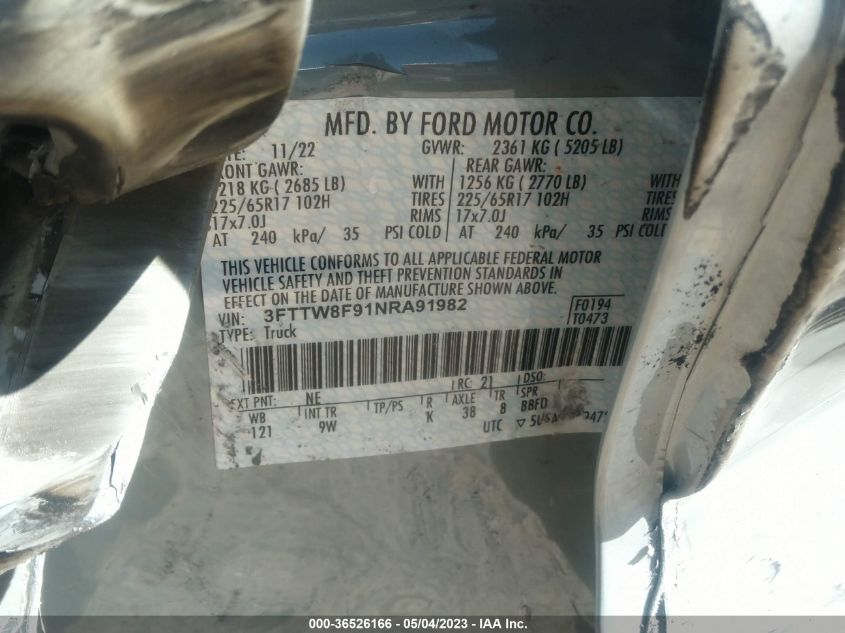 MFD. BY FORD MOTOR CO.
11/22 GVWR: 2361 KG ( 5205 LB)
GAWR: REAR GAWR:
218 KG ( 2685 LB) WITH 1256 KG ( 2770 LB) WITH
225/65R17 102H TIRES 225/65R17 102H TIRES
17x7.0J RIMS 17x7.0J RIMS
AT 240 kPa/ 35 PSI COLD AT 240 kPa/ 35 PSI COLD
THIS VEHICLE CONFORMS TO ALL APPLICABLE FEDERAL MOTOR
VEHICLE SAFETY AND THEFT PREVENTION STANDARDS IN
EFFECT ON THE DATE OF MANUFACTURE SHOWN ABOVE.
VIN: 3FTTW8F91NRA91982 F0194
TYPE: Truck T0473
RC: 21 DSO:
EXT PNT: NE
WB INT TR TP/PS R AXLE TR SPR
121 9W K 38 8 BBFD
UTC
000-36526166 - 05/04/2023 - IAA Inc.